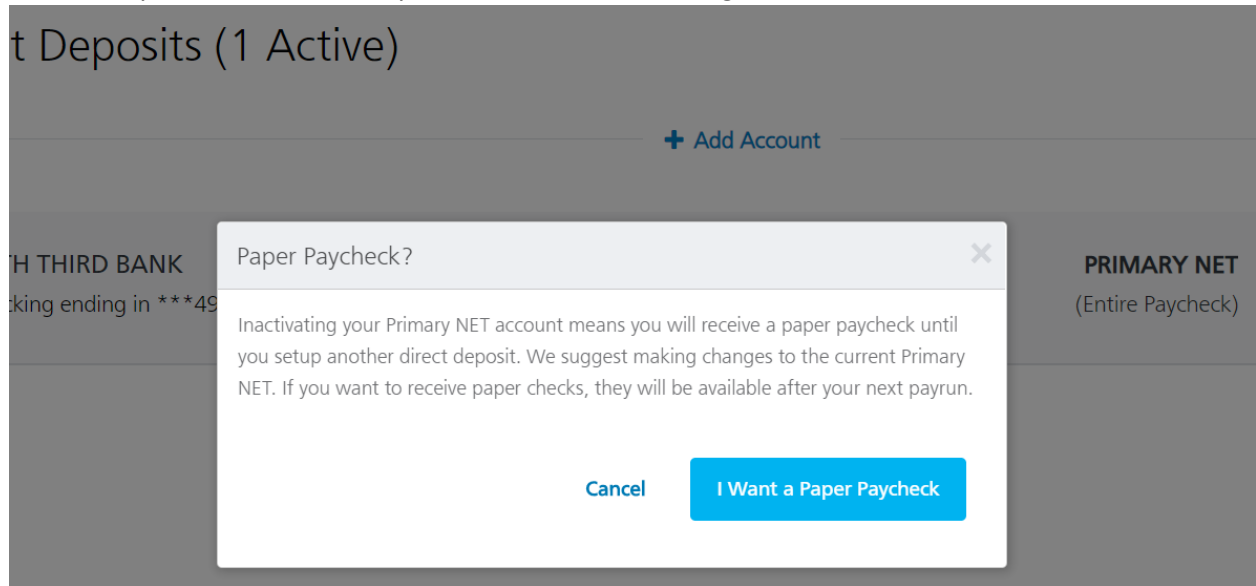 t Deposits (1 Active)
+ Add Account
H THIRD BANK
PRIMARY NET
king ending in ***49
(Entire Paycheck)
Paper Paycheck?
Inactivating your Primary NET account means you will receive a paper paycheck until
you setup another direct deposit. We suggest making changes to the current Primary
NET. If you want to receive paper checks, they will be available after your next payrun.
Cancel
I Want a Paper Paycheck